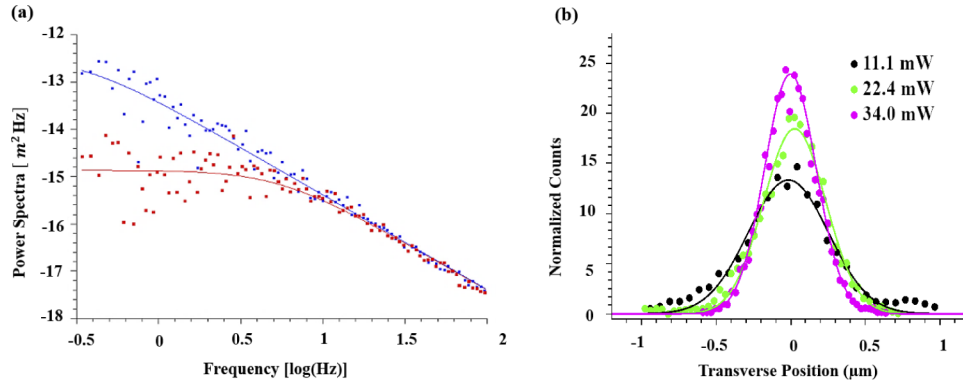 (a)
Power Spectra [ m² Hz ]
-12
-13
-14
-15
-16
-17
-18
-0.5 0 0.5 1 1.5 2
Frequency [log(Hz)]
(b)
Normalized Counts
25
20
15
10
5
0
-1 -0.5 0 0.5 1
Transverse Position (μm)
11.1 mW
22.4 mW
34.0 mW